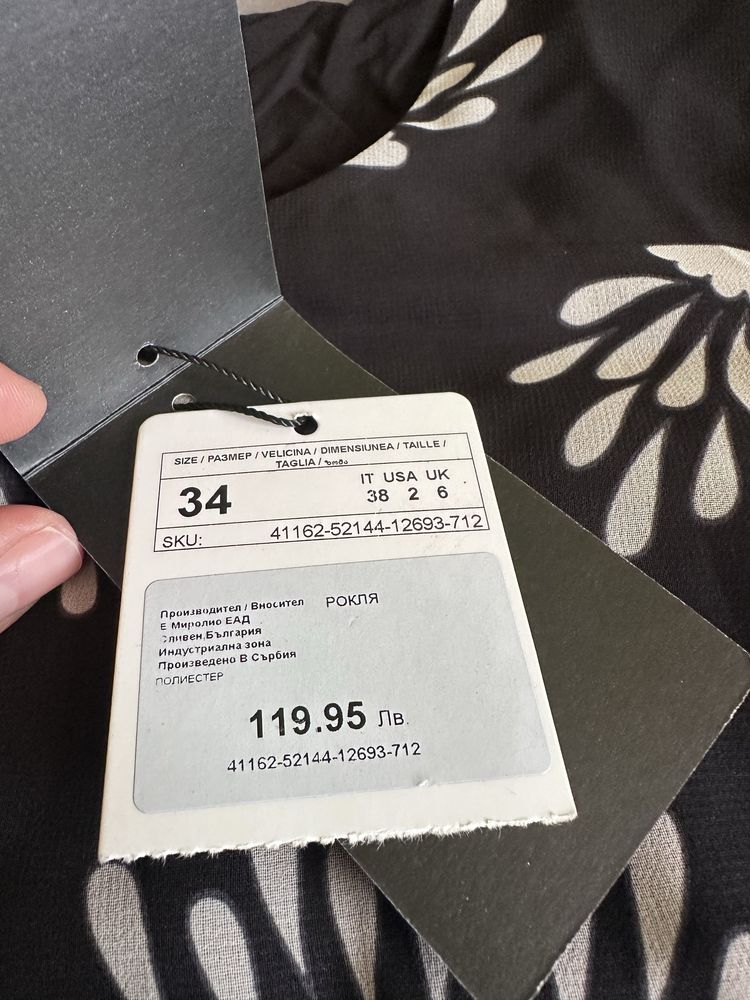 SIZE / РАЗМЕР / VELICINA / DIMENSIUNEA / TAILLE /
TAGLIA / ზომა
34
IT USA UK
38 2 6
SKU: 41162-52144-12693-712
Производител / Вносител РОКЛЯ
Е Миролио ЕАД
Сливен,България
Индустриална зона
Произведено В Сърбия
ПОЛИЕСТЕР
119.95 Лв.
41162-52144-12693-712